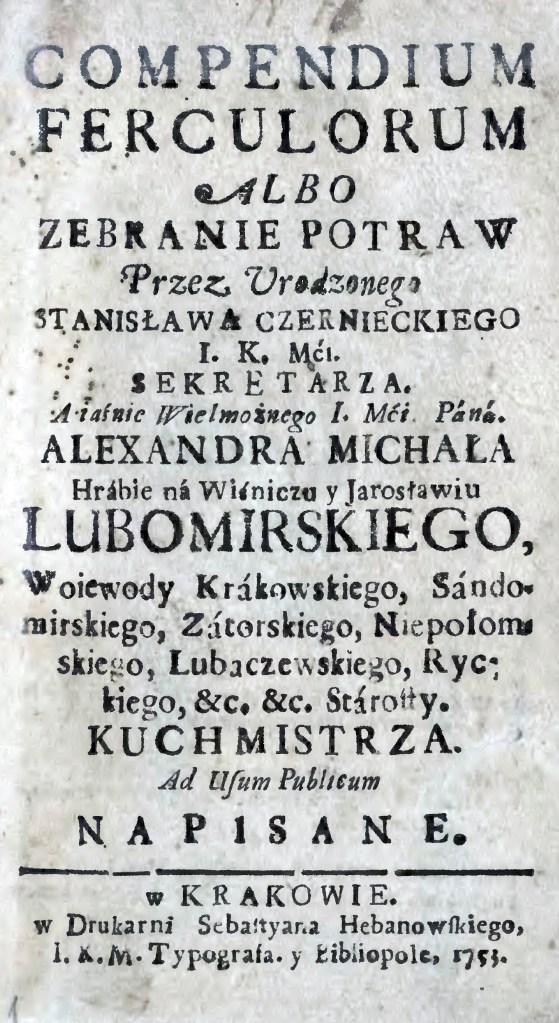 COMPENDIUM
FERCULORUM
ALBO
ZEBRANIE POTRAW
Przez Urodzonego
STANISŁAWA CZERNIECKIEGO
I. K. Mći.
SEKRETARZA.
A iaśnie Wielmożnego I. Mći Páná.
ALEXANDRA MICHAŁA
Hrábie ná Wiśniczu y Jarosławiu
LUBOMIRSKIEGO,
Woiewody Krákowskiego, Sándo-
mirskiego, Zátorskiego, Niepołom
skiego, Lubaczewskiego, Ryc-
kiego, &c. &c. Stárosty.
KUCHMISTRZA.
Ad Uſum Publicum
NAPISANE.
w KRAKOWIE.
w Drukarni Sebastyana Hebanowſkiego,
I. K. M. Typografa. y Bibliopole, 1753.